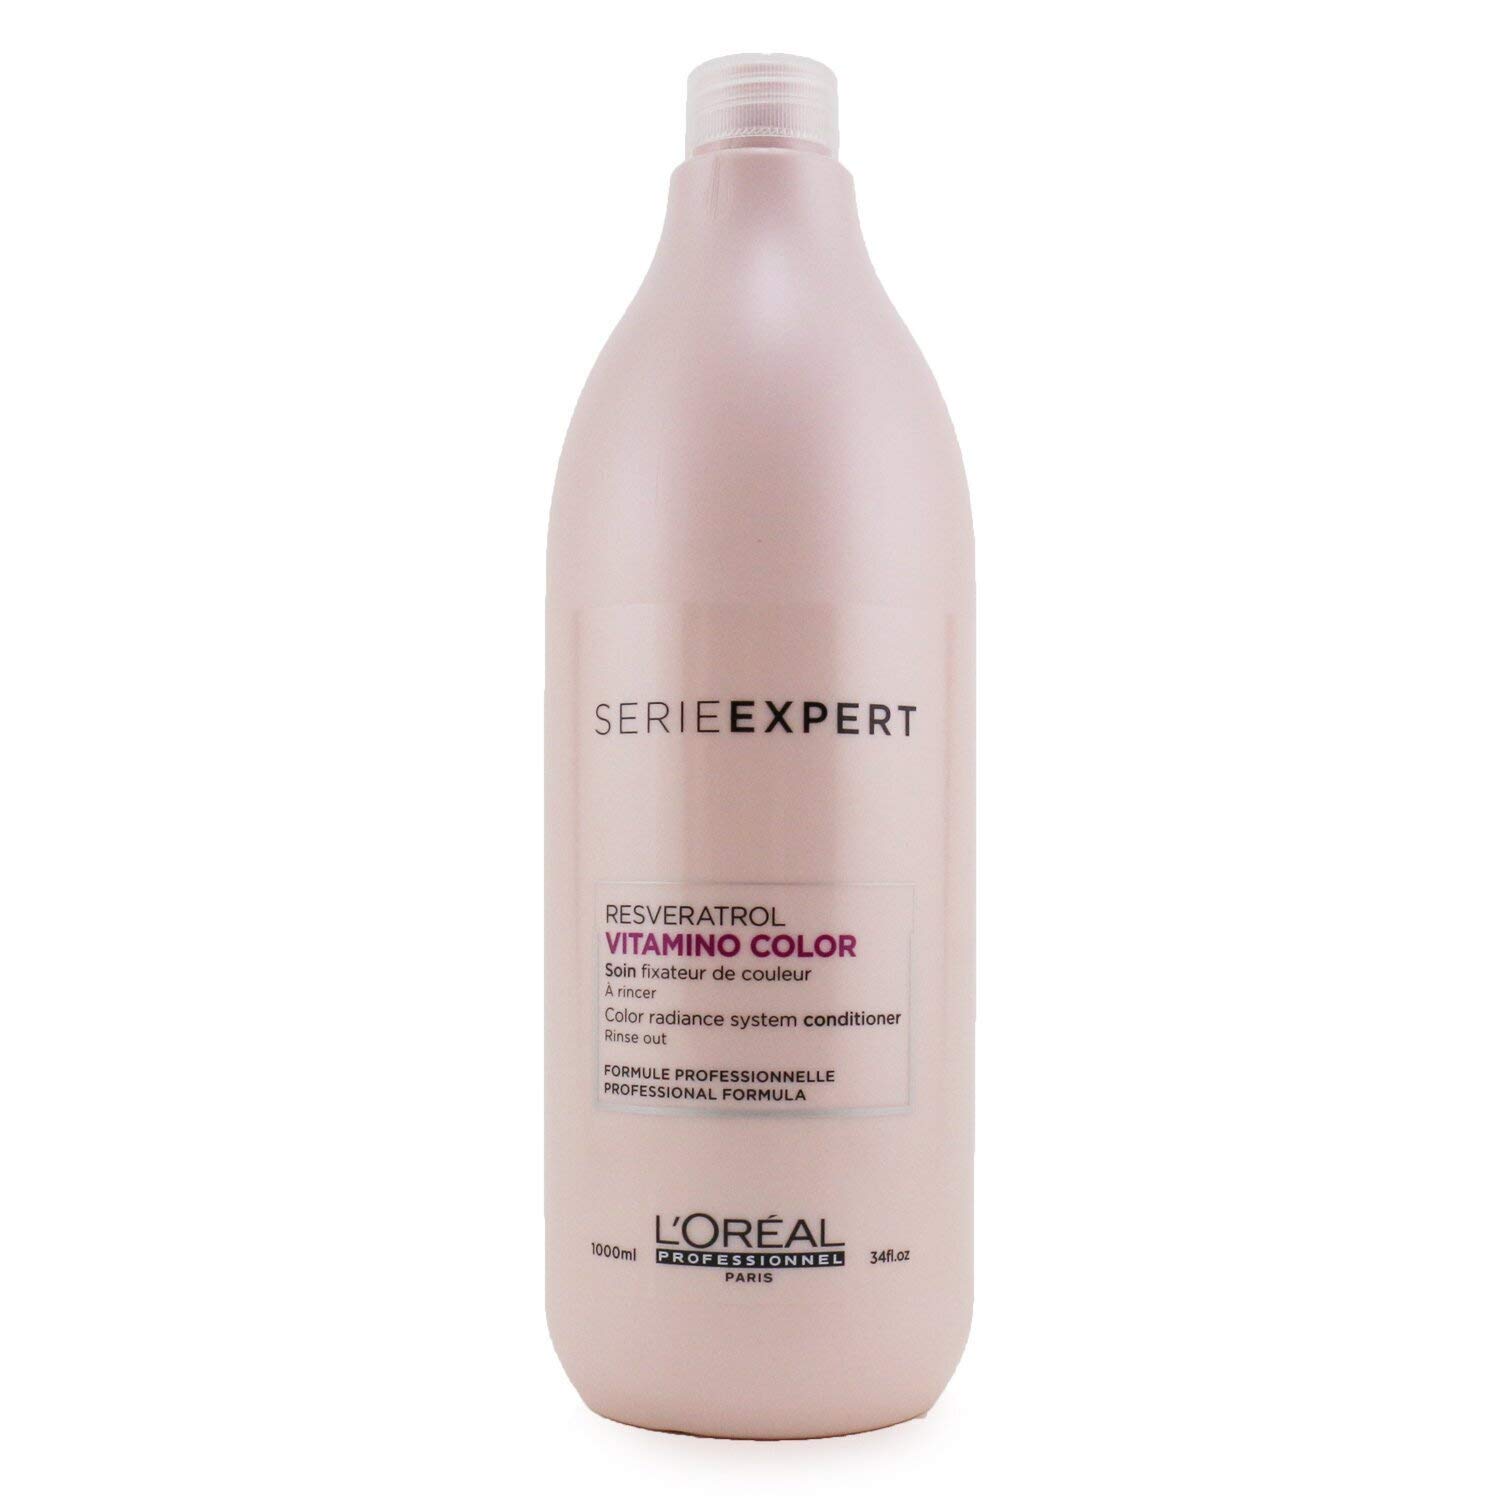 SERIEEXPERT
RESVERATROL
VITAMINO COLOR
Soin fixateur de couleur
À rincer
Color radiance system conditioner
Rinse out
FORMULE PROFESSIONNELLE
PROFESSIONAL FORMULA
1000ml
L'ORÉAL
PROFESSIONNEL
PARIS
34fl.oz